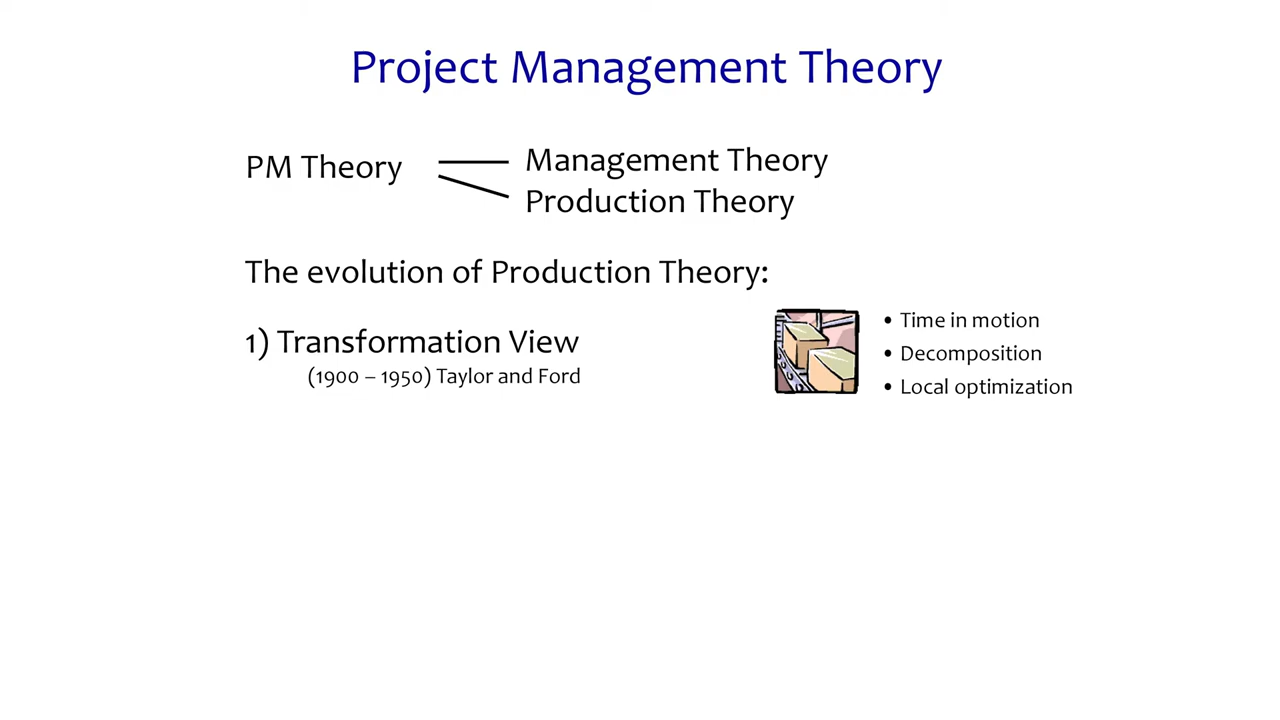 Project Management Theory
PM Theory
Management Theory
Production Theory
The evolution of Production Theory:
1) Transformation View
(1900 – 1950) Taylor and Ford
• Time in motion
• Decomposition
• Local optimization